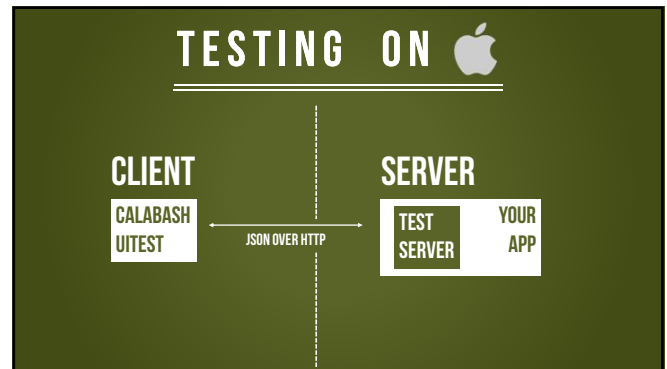 TESTING ON
CLIENT
CALABASH
UITEST
JSON OVER HTTP
SERVER
TEST
SERVER
YOUR
APP